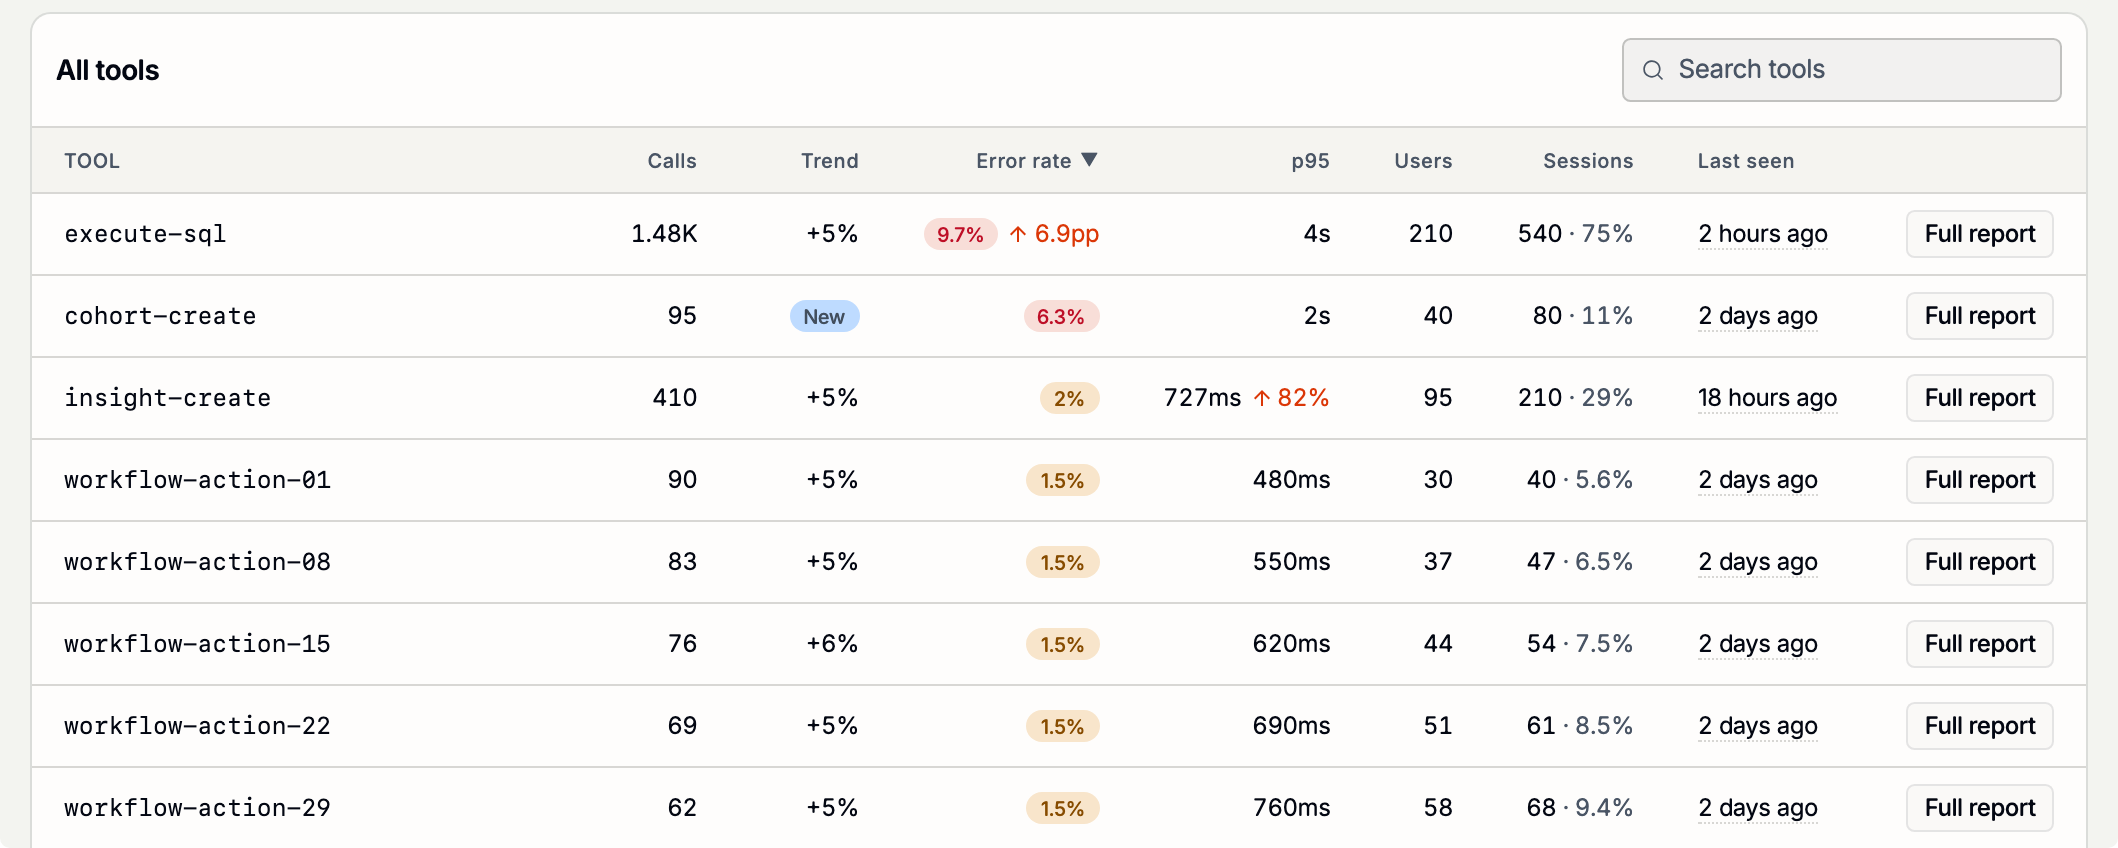 All tools
Search tools
TOOL Calls Trend Error rate ▼ p95 Users Sessions Last seen
execute-sql 1.48K +5% 9.7% ↑ 6.9pp 4s 210 540 · 75% 2 hours ago Full report
cohort-create 95 New 6.3% 2s 40 80 · 11% 2 days ago Full report
insight-create 410 +5% 2% 727ms ↑ 82% 95 210 · 29% 18 hours ago Full report
workflow-action-01 90 +5% 1.5% 480ms 30 40 · 5.6% 2 days ago Full report
workflow-action-08 83 +5% 1.5% 550ms 37 47 · 6.5% 2 days ago Full report
workflow-action-15 76 +6% 1.5% 620ms 44 54 · 7.5% 2 days ago Full report
workflow-action-22 69 +5% 1.5% 690ms 51 61 · 8.5% 2 days ago Full report
workflow-action-29 62 +5% 1.5% 760ms 58 68 · 9.4% 2 days ago Full report